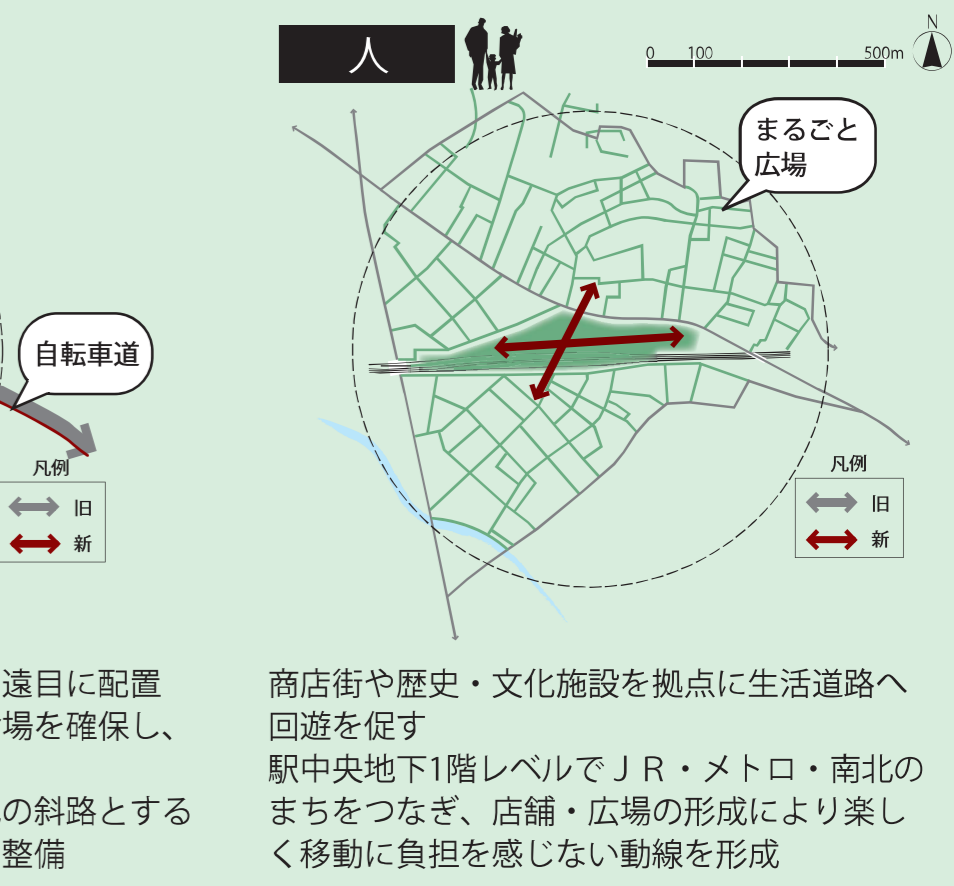 人
0 100 500m
N
まるごと
広場
自転車道
凡例
旧
新
凡例
旧
新
遠目に配置
場を確保し、
の斜路とする
整備
商店街や歴史・文化施設を拠点に生活道路へ
回遊を促す
駅中央地下1階レベルでＪＲ・メトロ・南北の
まちをつなぎ、店舗・広場の形成により楽し
く移動に負担を感じない動線を形成